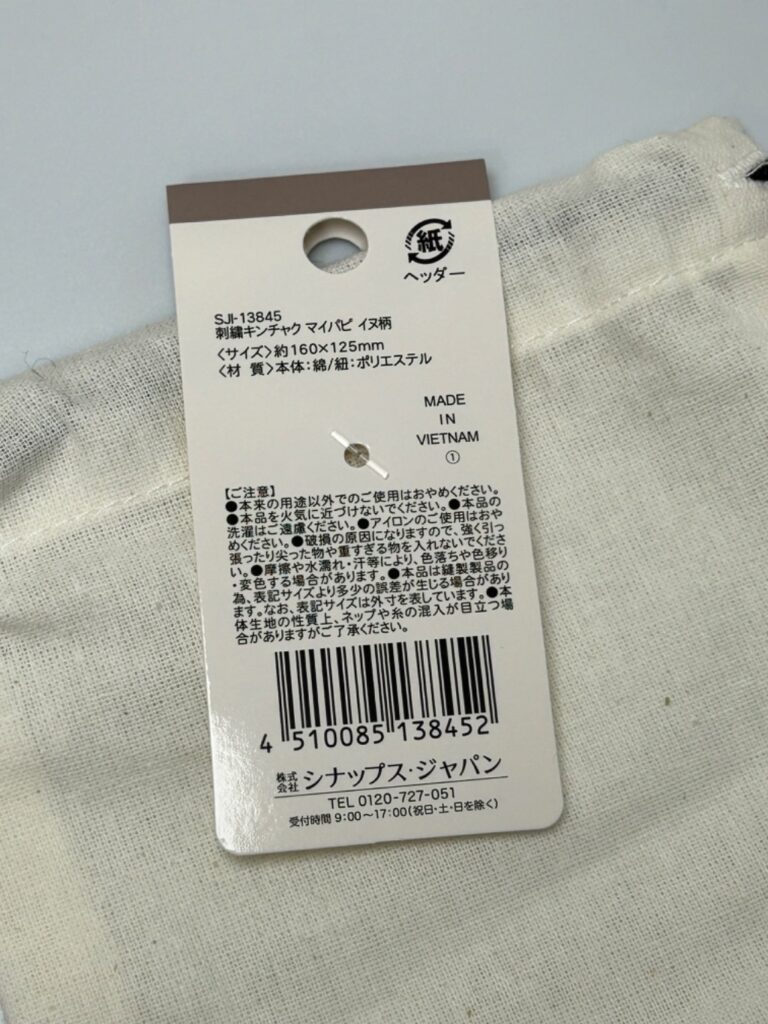 紙
ヘッダー
SJI-13845
刺繍キンチャク マイパピ イヌ柄
〈サイズ〉約160×125mm
〈材 質〉本体:綿/紐:ポリエステル
MADE
IN
VIETNAM
①
【ご注意】
●本来の用途以外でのご使用はおやめください。
●本品を火気に近づけないでください。●本品の
洗濯はご遠慮ください。●アイロンのご使用はおや
めください。●破損の原因になりますので、強く引っ
張ったり尖った物や重すぎる物を入れないでくださ
い。●摩擦や水濡れ・汗等により、色落ちや色移り
・変色する場合があります。●本品は縫製製品の
為、表記サイズより多少の誤差が生じる場合があり
ます。なお、表記サイズは外寸を表しています。●本
体生地の性質上、ネップや糸の混入が目立つ場
合がありますがご了承ください。
4 510085 138452
株式会社 シナップス・ジャパン
TEL 0120-727-051
受付時間 9:00〜17:00(祝日・土・日を除く)